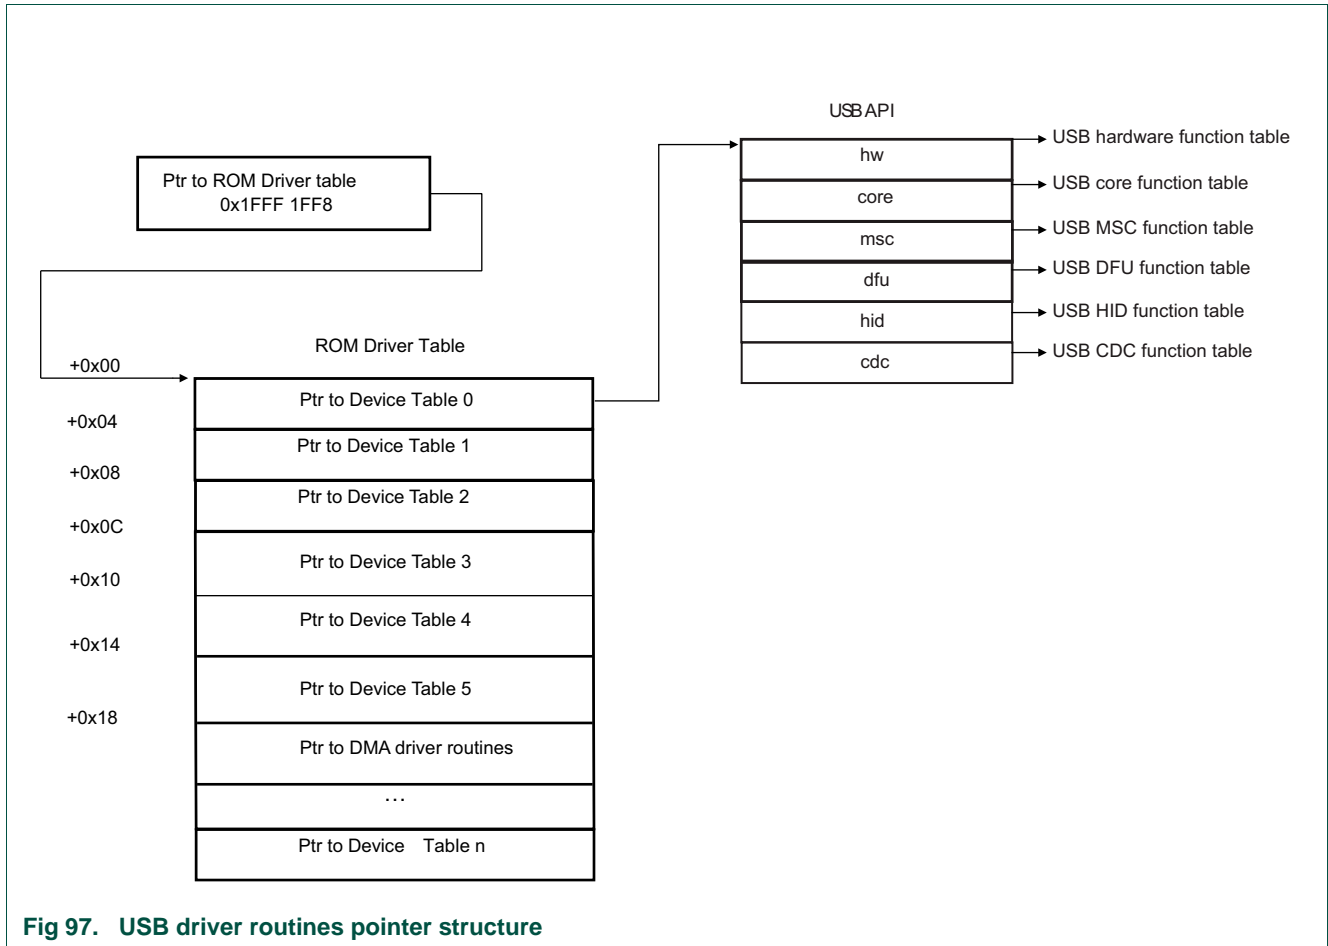 USB API
hw
core
msc
dfu
hid
cdc
USB hardware function table
USB core function table
USB MSC function table
USB DFU function table
USB HID function table
USB CDC function table
Ptr to ROM Driver table
0x1FFF 1FF8
ROM Driver Table
+0x00
+0x04
+0x08
+0x0C
+0x10
+0x14
+0x18
Ptr to Device Table 0
Ptr to Device Table 1
Ptr to Device Table 2
Ptr to Device Table 3
Ptr to Device Table 4
Ptr to Device Table 5
Ptr to DMA driver routines
...
Ptr to Device Table n
Fig 97. USB driver routines pointer structure